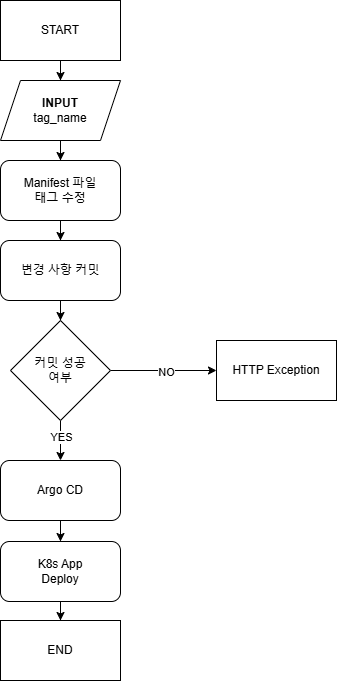 START
INPUT
tag_name
Manifest 파일
태그 수정
변경 사항 커밋
커밋 성공
여부
NO
HTTP Exception
YES
Argo CD
K8s App
Deploy
END